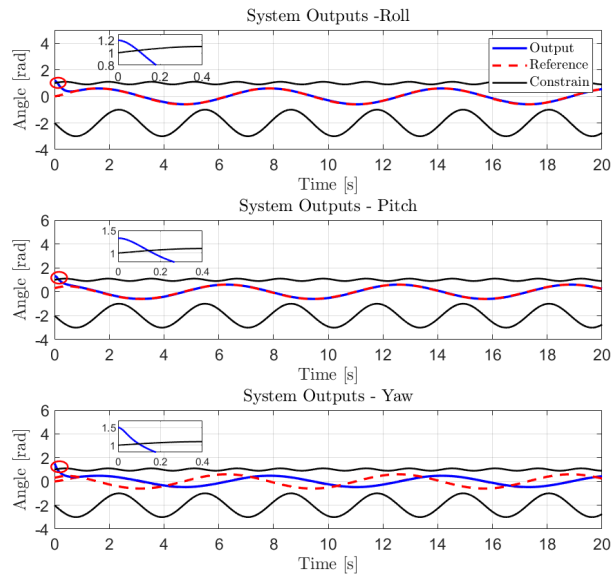 System Outputs -Roll
Angle [rad]
4
2
0
-2
-4
1.2
1
0.8
0 0.2 0.4
Output
Reference
Constrain
0 2 4 6 8 10 12 14 16 18 20
Time [s]
System Outputs - Pitch
Angle [rad]
6
4
2
0
-2
-4
1.5
1
0 0.2 0.4
0 2 4 6 8 10 12 14 16 18 20
Time [s]
System Outputs - Yaw
Angle [rad]
6
4
2
0
-2
-4
1.5
1
0 0.2 0.4
0 2 4 6 8 10 12 14 16 18 20
Time [s]